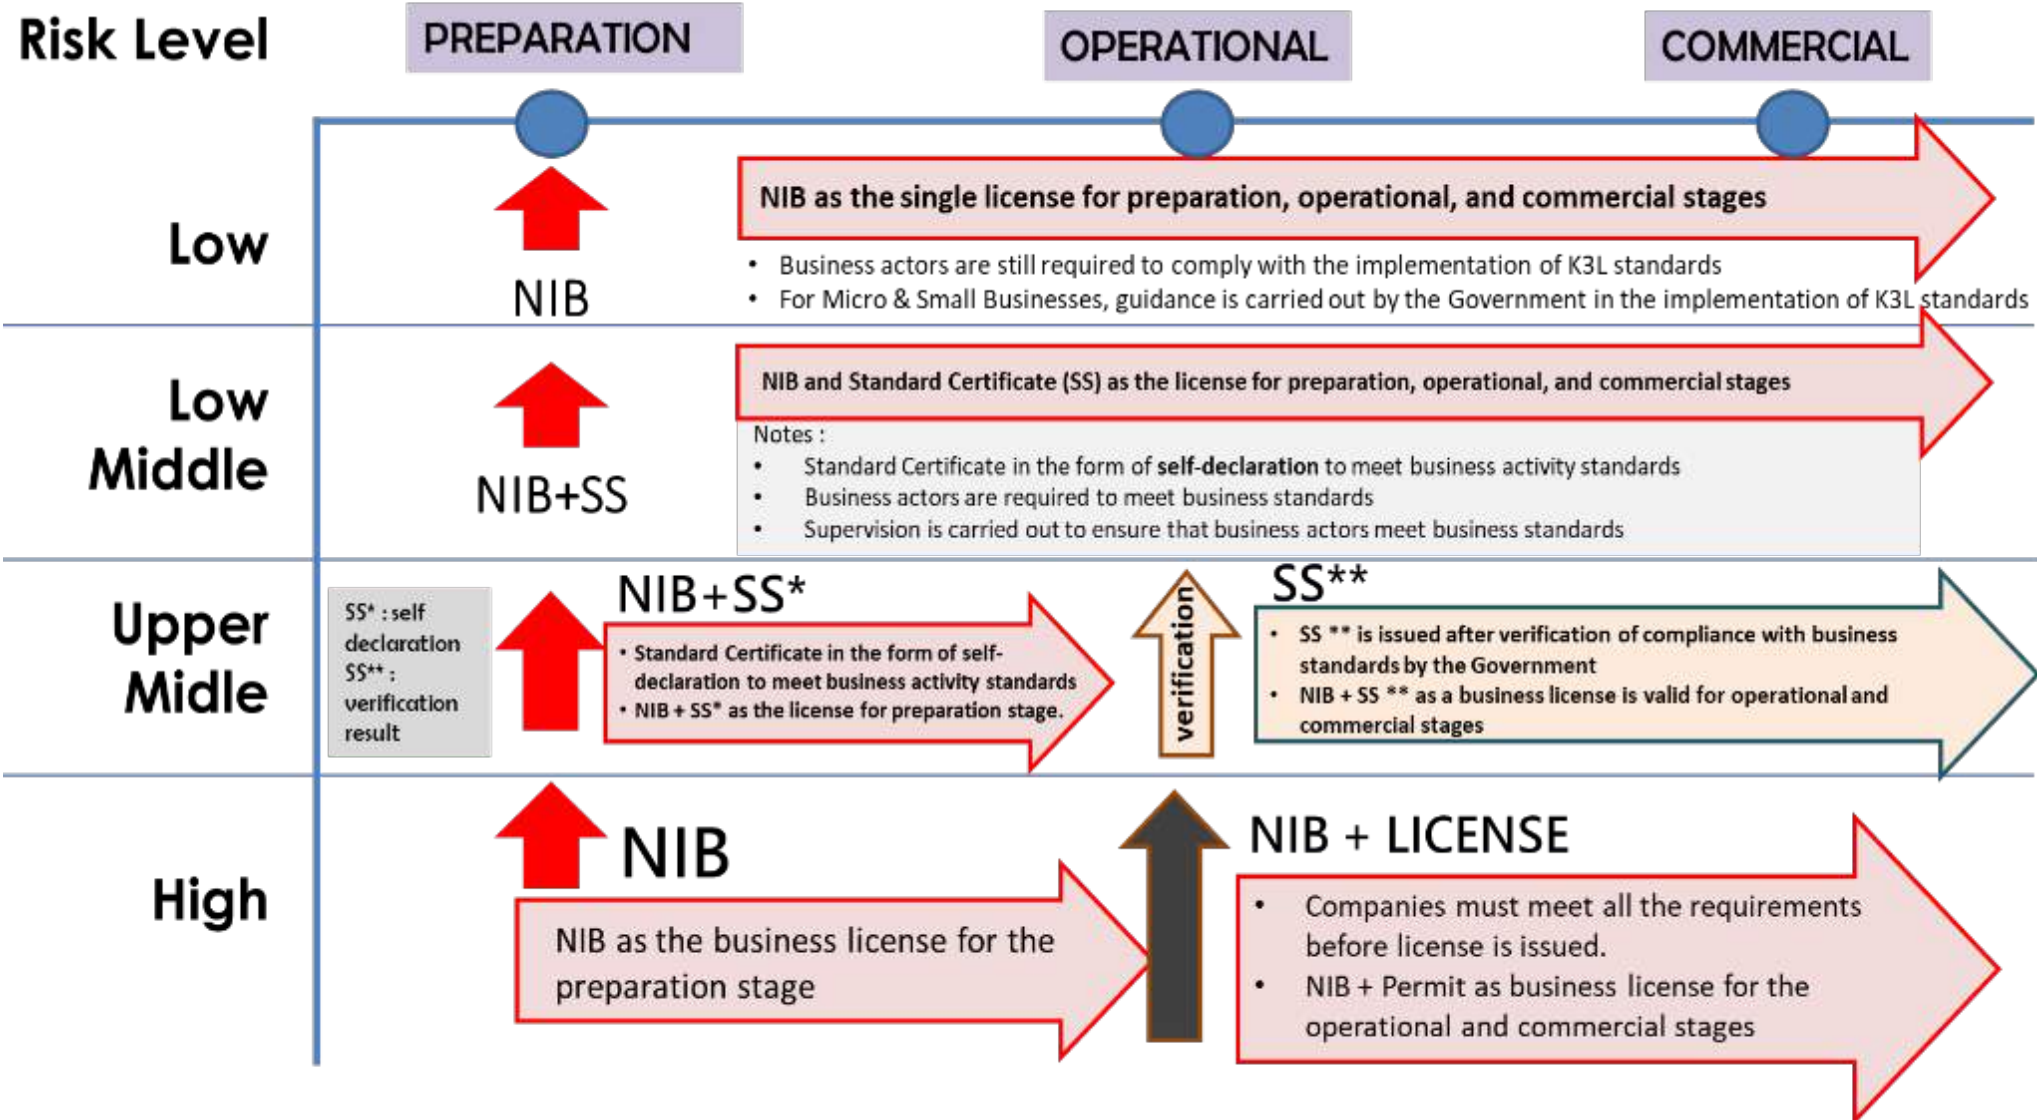 Risk Level
PREPARATION
OPERATIONAL
COMMERCIAL
Low
NIB
NIB as the single license for preparation, operational, and commercial stages
• Business actors are still required to comply with the implementation of K3L standards
• For Micro & Small Businesses, guidance is carried out by the Government in the implementation of K3L standards
Low
Middle
NIB+SS
NIB and Standard Certificate (SS) as the license for preparation, operational, and commercial stages
Notes :
• Standard Certificate in the form of self-declaration to meet business activity standards
• Business actors are required to meet business standards
• Supervision is carried out to ensure that business actors meet business standards
Upper
Midle
SS* : self
declaration
SS** :
verification
result
NIB+SS*
• Standard Certificate in the form of self-
declaration to meet business activity standards
• NIB + SS* as the license for preparation stage.
verification
SS**
• SS ** is issued after verification of compliance with business
standards by the Government
• NIB + SS ** as a business license is valid for operational and
commercial stages
High
NIB
NIB as the business license for the
preparation stage
NIB + LICENSE
• Companies must meet all the requirements
before license is issued.
• NIB + Permit as business license for the
operational and commercial stages